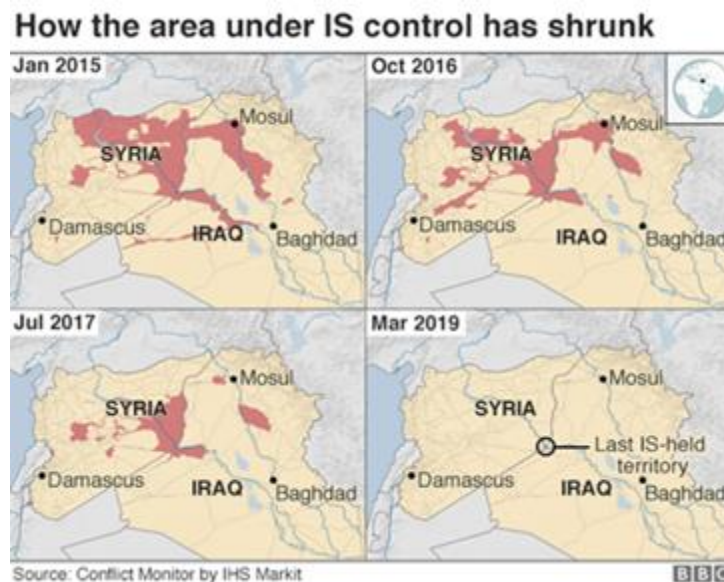 How the area under IS control has shrunk
Jan 2015
Mosul
SYRIA
Damascus
IRAQ
Baghdad
Oct 2016
Mosul
SYRIA
Damascus
IRAQ
Baghdad
Jul 2017
Mosul
SYRIA
Damascus
IRAQ
Baghdad
Mar 2019
Mosul
SYRIA
Last IS-held
territory
Damascus
IRAQ
Baghdad
Source: Conflict Monitor by IHS Markit
BBC